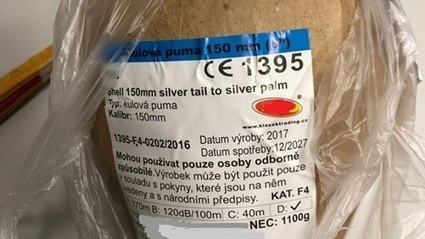 kulová puma 150 mm (6")
CE 1395
Shell 150mm silver tail to silver palm
Typ: kulová puma
Kalibr: 150mm
www.klasektrading.cz
1395-F4-0202/2016
Datum výroby: 2017
Datum spotřeby: 12/2027
Mohou používat pouze osoby odborně
způsobilé. Výrobek může být použit pouze
v souladu s pokyny, které jsou na něm
uvedeny a s národními předpisy.
KAT. F4
170m B: 120dB/100m C: 40m D: ✓
NEC: 1100g